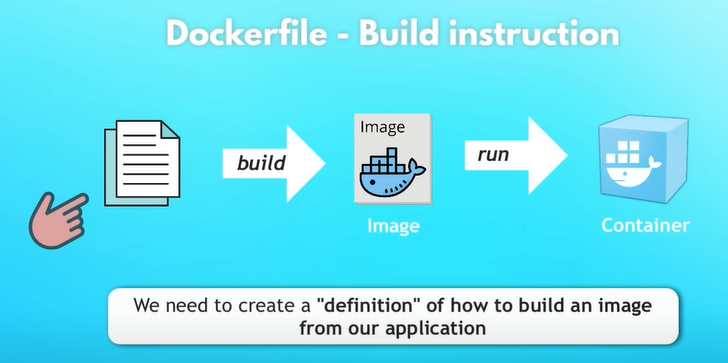 Dockerfile - Build instruction
build
Image
run
Image
Container
We need to create a "definition" of how to build an image
from our application